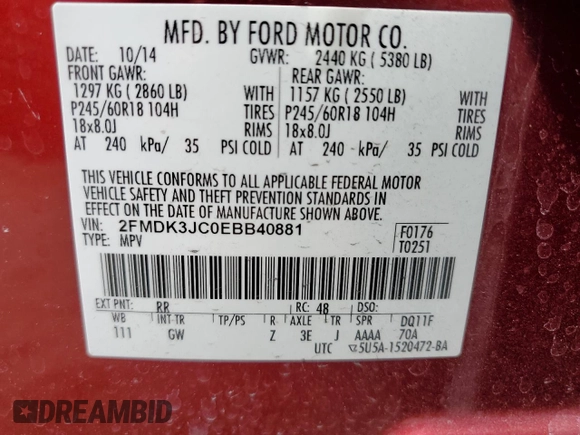 MFD. BY FORD MOTOR CO.
DATE: 10/14 GVWR: 2440 KG ( 5380 LB)
FRONT GAWR: REAR GAWR:
1297 KG ( 2860 LB) WITH 1157 KG ( 2550 LB) WITH
P245/60R18 104H TIRES P245/60R18 104H TIRES
18x8.0J RIMS 18x8.0J RIMS
AT 240 kPa/ 35 PSI COLD AT 240 kPa/ 35 PSI COLD
THIS VEHICLE CONFORMS TO ALL APPLICABLE FEDERAL MOTOR
VEHICLE SAFETY AND THEFT PREVENTION STANDARDS IN
EFFECT ON THE DATE OF MANUFACTURE SHOWN ABOVE.
VIN: 2FMDK3JC0EBB40881 F0176
TYPE: MPV T0251
EXT PNT: RR RC: 48 DSO:
WB INT TR TP/PS R AXLE TR SPR DQ11F
111 GW Z 3E J AAAA 70A
UTC 5U5A-1520472-BA
DREAMBID